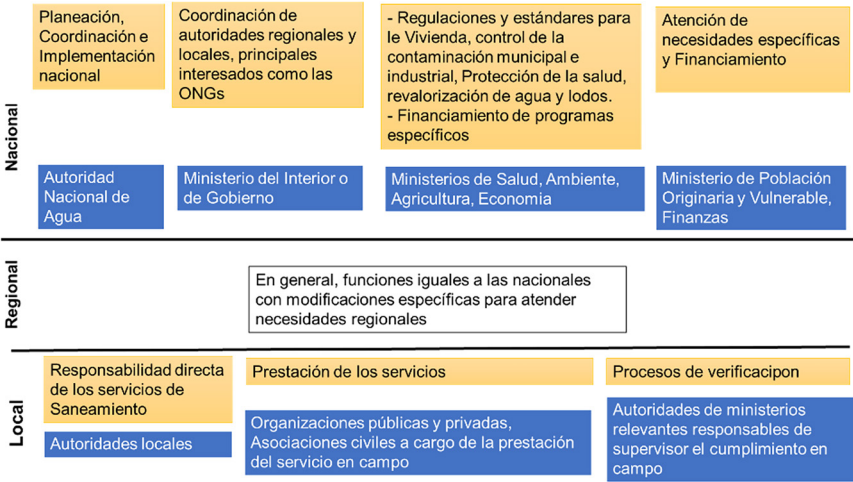 Nacional
Planeación,
Coordinación e
Implementación
nacional
Coordinación de
autoridades regionales y
locales, principales
interesados como las
ONGs
- Regulaciones y estándares para
le Vivienda, control de la
contaminación municipal e
industrial, Protección de la salud,
revalorización de agua y lodos.
- Financiamiento de programas
específicos
Atención de
necesidades específicas
y Financiamiento
Autoridad
Nacional de
Agua
Ministerio del Interior o
de Gobierno
Ministerios de Salud, Ambiente,
Agricultura, Economia
Ministerio de Población
Originaria y Vulnerable,
Finanzas
Regional
En general, funciones iguales a las nacionales
con modificaciones específicas para atender
necesidades regionales
Local
Responsabilidad directa
de los servicios de
Saneamiento
Prestación de los servicios
Procesos de verificacipon
Autoridades locales
Organizaciones públicas y privadas,
Asociaciones civiles a cargo de la prestación
del servicio en campo
Autoridades de ministerios
relevantes responsables de
supervisor el cumplimiento en
campo